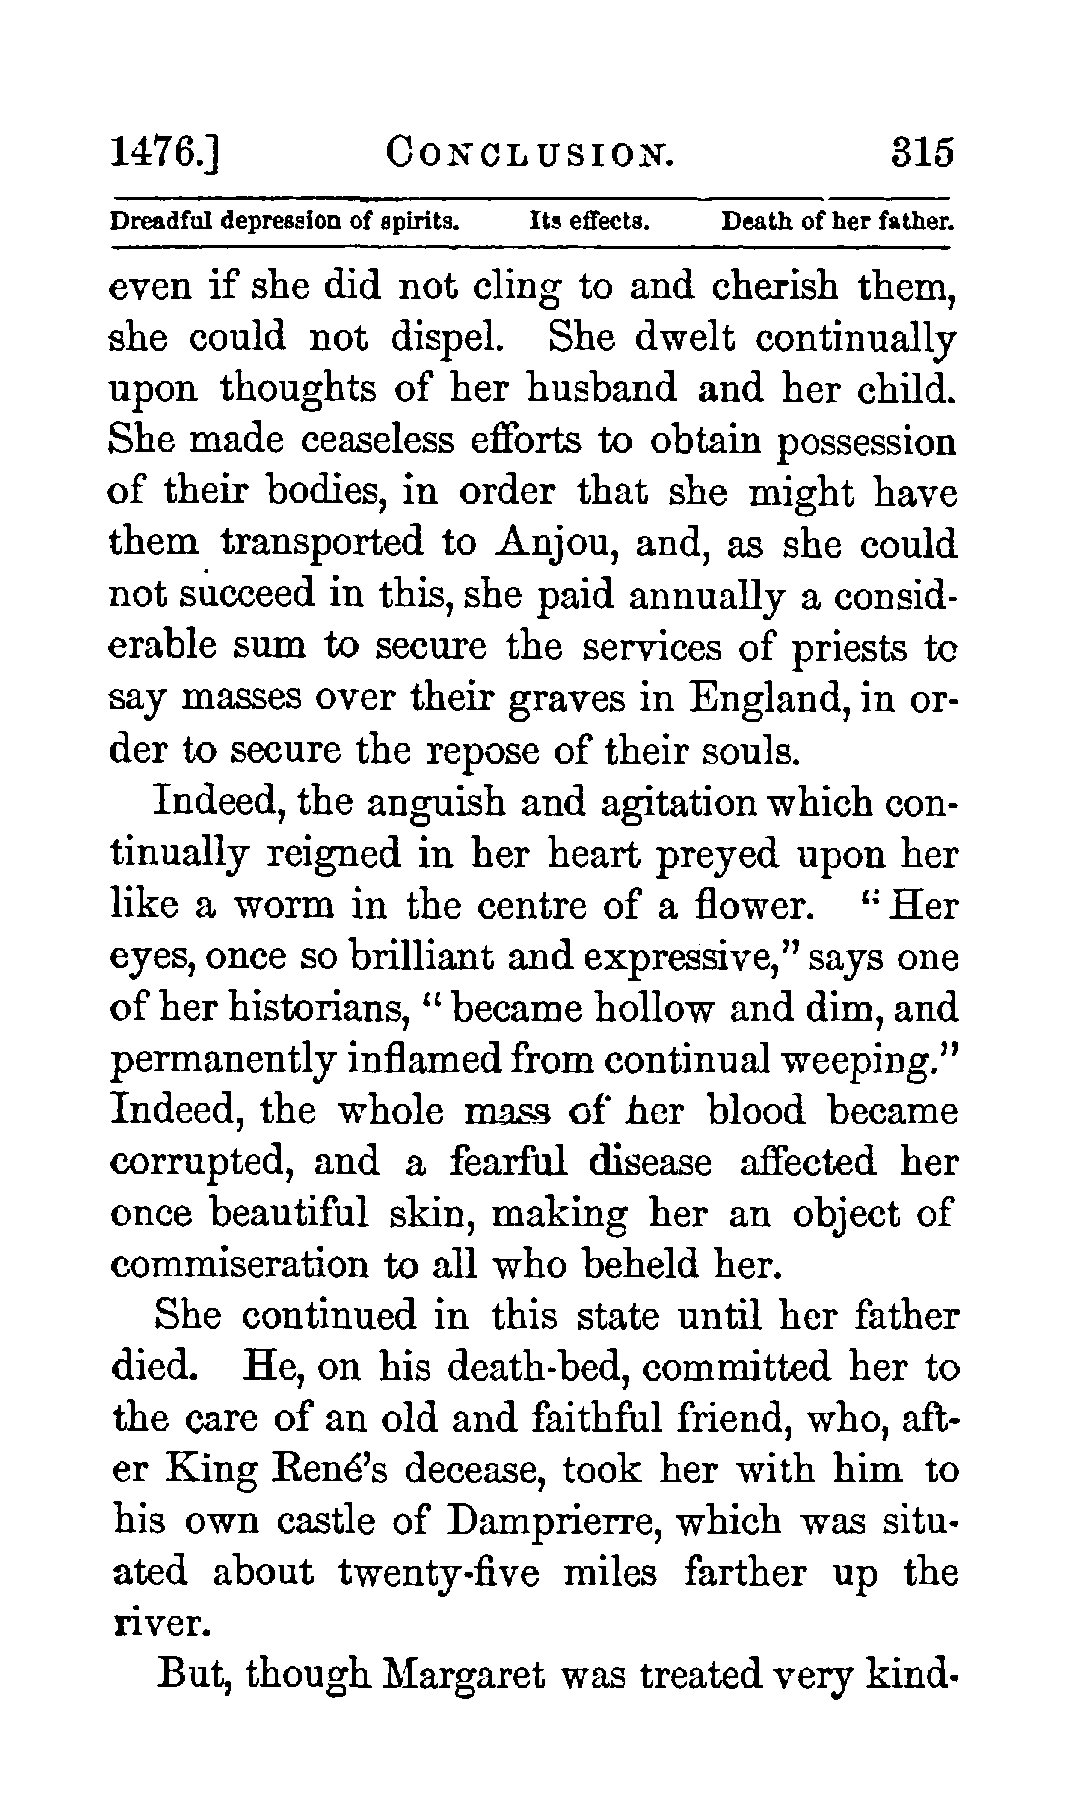 1476.] CONCLUSION. 315
Dreadful depression of spirits. Its effects. Death of her father.
even if she did not cling to and cherish them,
she could not dispel. She dwelt continually
upon thoughts of her husband and her child.
She made ceaseless efforts to obtain possession
of their bodies, in order that she might have
them transported to Anjou, and, as she could
not succeed in this, she paid annually a consid-
erable sum to secure the services of priests to
say masses over their graves in England, in or-
der to secure the repose of their souls.
Indeed, the anguish and agitation which con-
tinually reigned in her heart preyed upon her
like a worm in the centre of a flower. "Her
eyes, once so brilliant and expressive," says one
of her historians, "became hollow and dim, and
permanently inflamed from continual weeping."
Indeed, the whole mass of her blood became
corrupted, and a fearful disease affected her
once beautiful skin, making her an object of
commiseration to all who beheld her.
She continued in this state until her father
died. He, on his death-bed, committed her to
the care of an old and faithful friend, who, aft-
er King René's decease, took her with him to
his own castle of Damprierre, which was situ-
ated about twenty-five miles farther up the
river.
But, though Margaret was treated very kind-